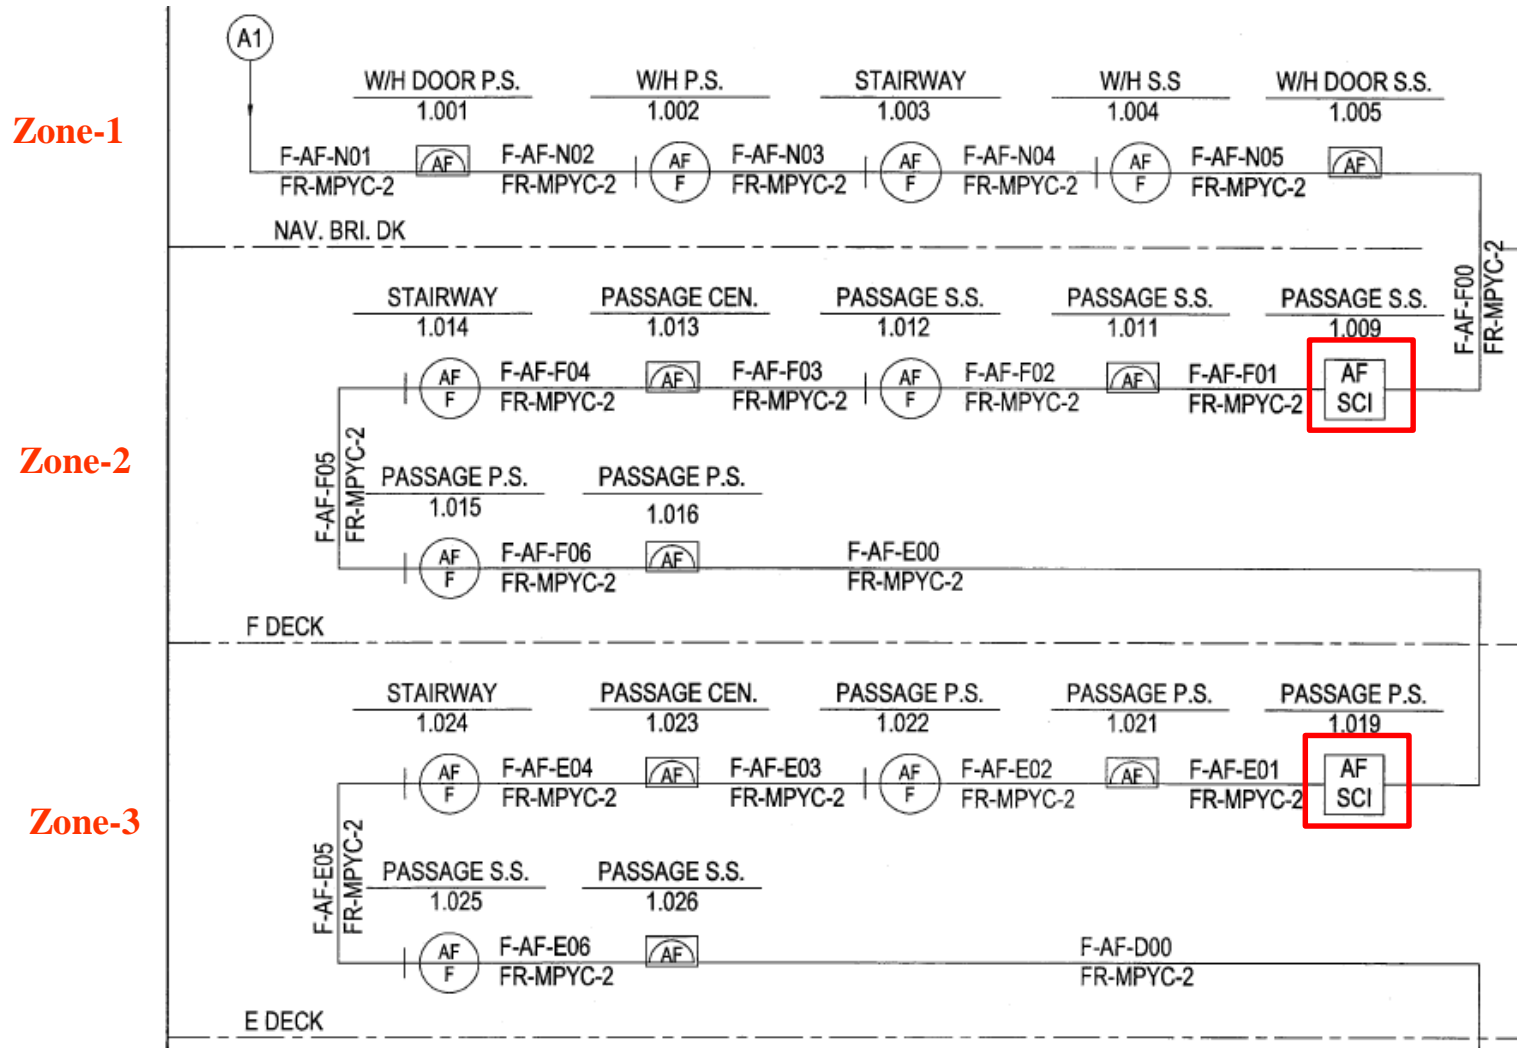 A1
W/H DOOR P.S.
1.001
W/H P.S.
1.002
STAIRWAY
1.003
W/H S.S
1.004
W/H DOOR S.S.
1.005
Zone-1
F-AF-N01
FR-MPYC-2
AF
F-AF-N02
FR-MPYC-2
AF
F
F-AF-N03
FR-MPYC-2
AF
F
F-AF-N04
FR-MPYC-2
AF
F
F-AF-N05
FR-MPYC-2
AF
NAV. BRI. DK
F-AF-F00
FR-MPYC-2
STAIRWAY
1.014
PASSAGE CEN.
1.013
PASSAGE S.S.
1.012
PASSAGE S.S.
1.011
PASSAGE S.S.
1.009
AF
F
F-AF-F04
FR-MPYC-2
AF
F-AF-F03
FR-MPYC-2
AF
F
F-AF-F02
FR-MPYC-2
AF
F-AF-F01
FR-MPYC-2
AF
SCI
Zone-2
F-AF-F05
FR-MPYC-2
PASSAGE P.S.
1.015
PASSAGE P.S.
1.016
AF
F
F-AF-F06
FR-MPYC-2
AF
F-AF-E00
FR-MPYC-2
F DECK
STAIRWAY
1.024
PASSAGE CEN.
1.023
PASSAGE P.S.
1.022
PASSAGE P.S.
1.021
PASSAGE P.S.
1.019
AF
F
F-AF-E04
FR-MPYC-2
AF
F-AF-E03
FR-MPYC-2
AF
F
F-AF-E02
FR-MPYC-2
AF
F-AF-E01
FR-MPYC-2
AF
SCI
Zone-3
F-AF-E05
FR-MPYC-2
PASSAGE S.S.
1.025
PASSAGE S.S.
1.026
AF
F
F-AF-E06
FR-MPYC-2
AF
F-AF-D00
FR-MPYC-2
E DECK